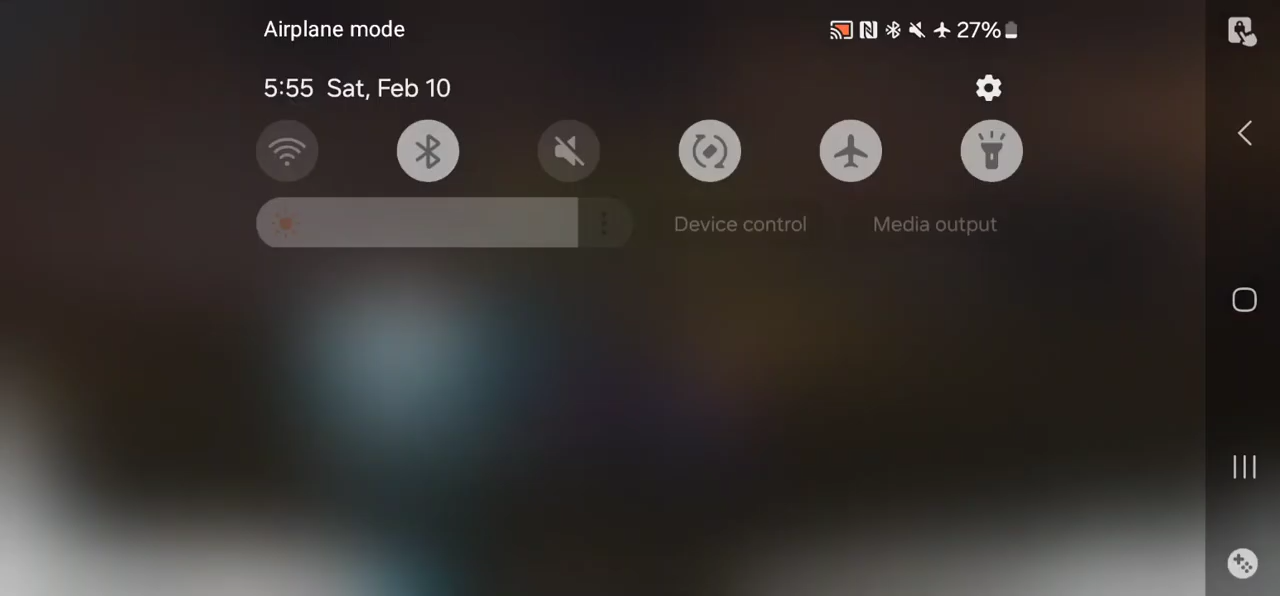 Airplane mode
27%
5:55 Sat, Feb 10
Device control
Media output